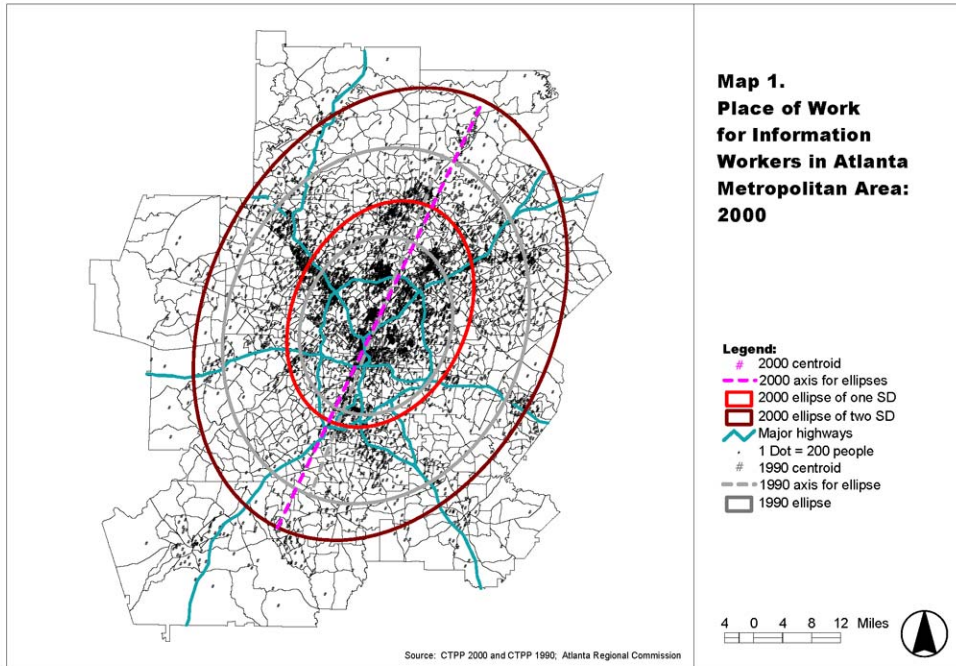 Map 1.
Place of Work
for Information
Workers in Atlanta
Metropolitan Area:
2000
Legend:
# 2000 centroid
2000 axis for ellipses
2000 ellipse of one SD
2000 ellipse of two SD
Major highways
1 Dot = 200 people
# 1990 centroid
1990 axis for ellipse
1990 ellipse
4 0 4 8 12 Miles
Source: CTPP 2000 and CTPP 1990; Atlanta Regional Commission